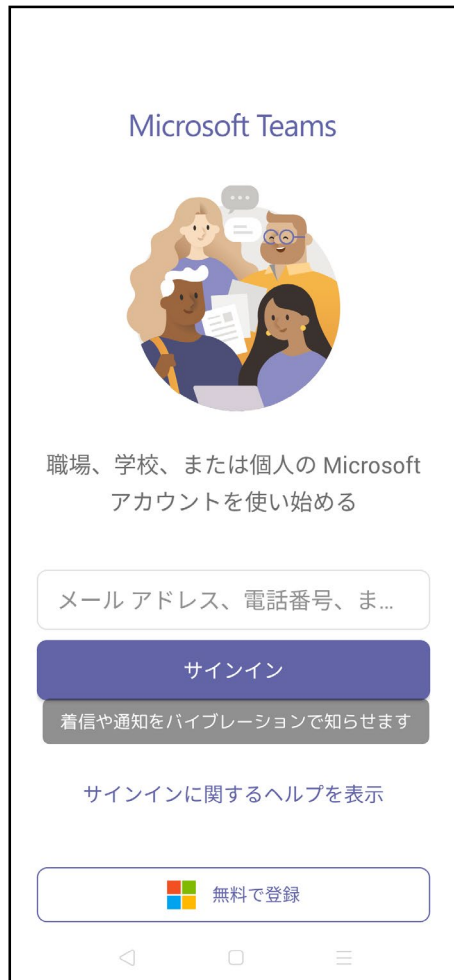 Microsoft Teams
職場、学校、または個人の Microsoft
アカウントを使い始める
メール アドレス、電話番号、ま...
サインイン
着信や通知をバイブレーションで知らせます
サインインに関するヘルプを表示
無料で登録